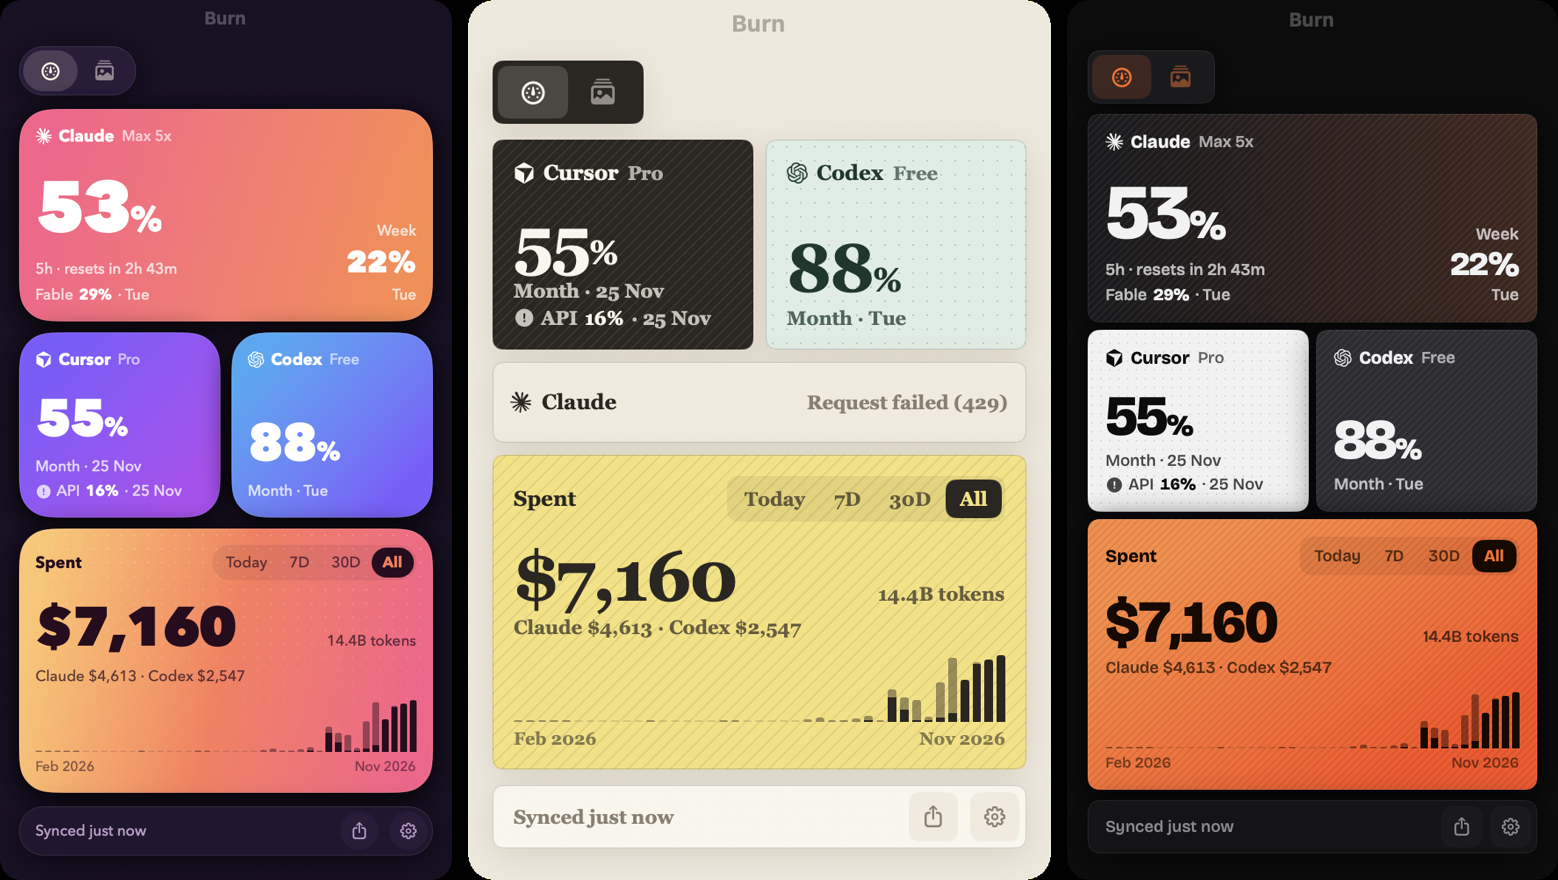 Burn
Claude Max 5x
53%
Week
5h · resets in 2h 43m
22%
Fable 29% · Tue
Tue
Cursor Pro
55%
Month · 25 Nov
API 16% · 25 Nov
Codex Free
88%
Month · Tue
Spent
Today 7D 30D All
$7,160
14.4B tokens
Claude $4,613 · Codex $2,547
Feb 2026
Nov 2026
Synced just now
Burn
Cursor Pro
55%
Month · 25 Nov
API 16% · 25 Nov
Codex Free
88%
Month · Tue
Claude
Request failed (429)
Spent
Today 7D 30D All
$7,160
14.4B tokens
Claude $4,613 · Codex $2,547
Feb 2026
Nov 2026
Synced just now
Burn
Claude Max 5x
53%
Week
5h · resets in 2h 43m
22%
Fable 29% · Tue
Tue
Cursor Pro
55%
Month · 25 Nov
API 16% · 25 Nov
Codex Free
88%
Month · Tue
Spent
Today 7D 30D All
$7,160
14.4B tokens
Claude $4,613 · Codex $2,547
Feb 2026
Nov 2026
Synced just now